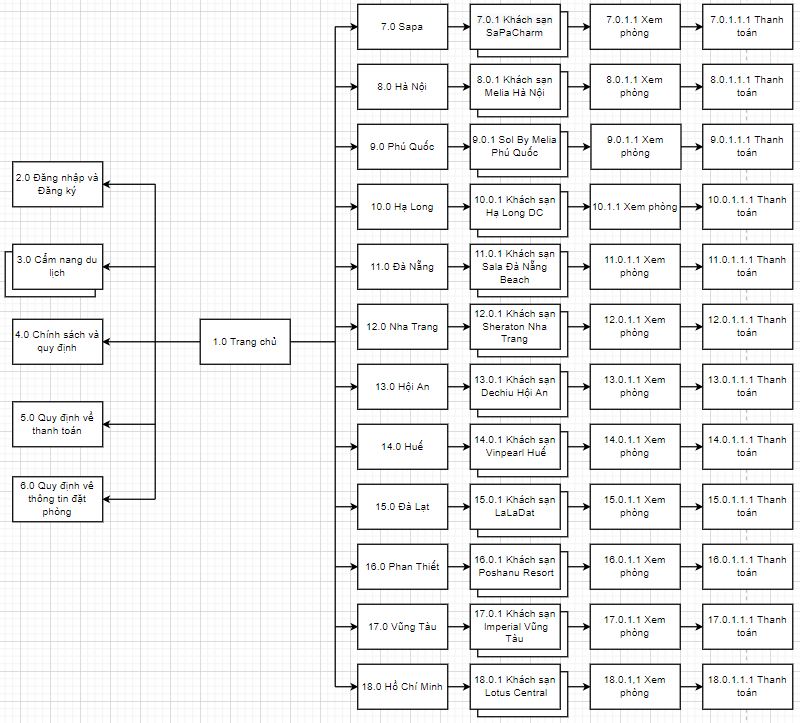 2.0 Đăng nhập và
Đăng ký
3.0 Cẩm nang du
lịch
4.0 Chính sách và
quy định
5.0 Quy định về
thanh toán
6.0 Quy định về
thông tin đặt
phòng
1.0 Trang chủ
7.0 Sapa
7.0.1 Khách sạn
SaPaCharm
7.0.1.1 Xem
phòng
7.0.1.1.1 Thanh
toán
8.0 Hà Nội
8.0.1 Khách sạn
Melia Hà Nội
8.0.1.1 Xem
phòng
8.0.1.1.1 Thanh
toán
9.0 Phú Quốc
9.0.1 Sol By Melia
Phú Quốc
9.0.1.1 Xem
phòng
9.0.1.1.1 Thanh
toán
10.0 Hạ Long
10.0.1 Khách sạn
Hạ Long DC
10.1.1 Xem phòng
10.0.1.1.1 Thanh
toán
11.0 Đà Nẵng
11.0.1 Khách sạn
Sala Đà Nẵng
Beach
11.0.1.1 Xem
phòng
11.0.1.1.1 Thanh
toán
12.0 Nha Trang
12.0.1 Khách sạn
Sheraton Nha
Trang
12.0.1.1 Xem
phòng
12.0.1.1.1 Thanh
toán
13.0 Hội An
13.0.1 Khách sạn
Dechiu Hội An
13.0.1.1 Xem
phòng
13.0.1.1.1 Thanh
toán
14.0 Huế
14.0.1 Khách sạn
Vinpearl Huế
14.0.1.1 Xem
phòng
14.0.1.1.1 Thanh
toán
15.0 Đà Lạt
15.0.1 Khách sạn
LaLaDat
15.0.1.1 Xem
phòng
15.0.1.1.1 Thanh
toán
16.0 Phan Thiết
16.0.1 Khách sạn
Poshanu Resort
16.0.1.1 Xem
phòng
16.0.1.1.1 Thanh
toán
17.0 Vũng Tàu
17.0.1 Khách sạn
Imperial Vũng
Tàu
17.0.1.1 Xem
phòng
17.0.1.1.1 Thanh
toán
18.0 Hồ Chí Minh
18.0.1 Khách sạn
Lotus Central
18.0.1,1 Xem
phòng
18.0.1.1.1 Thanh
toán